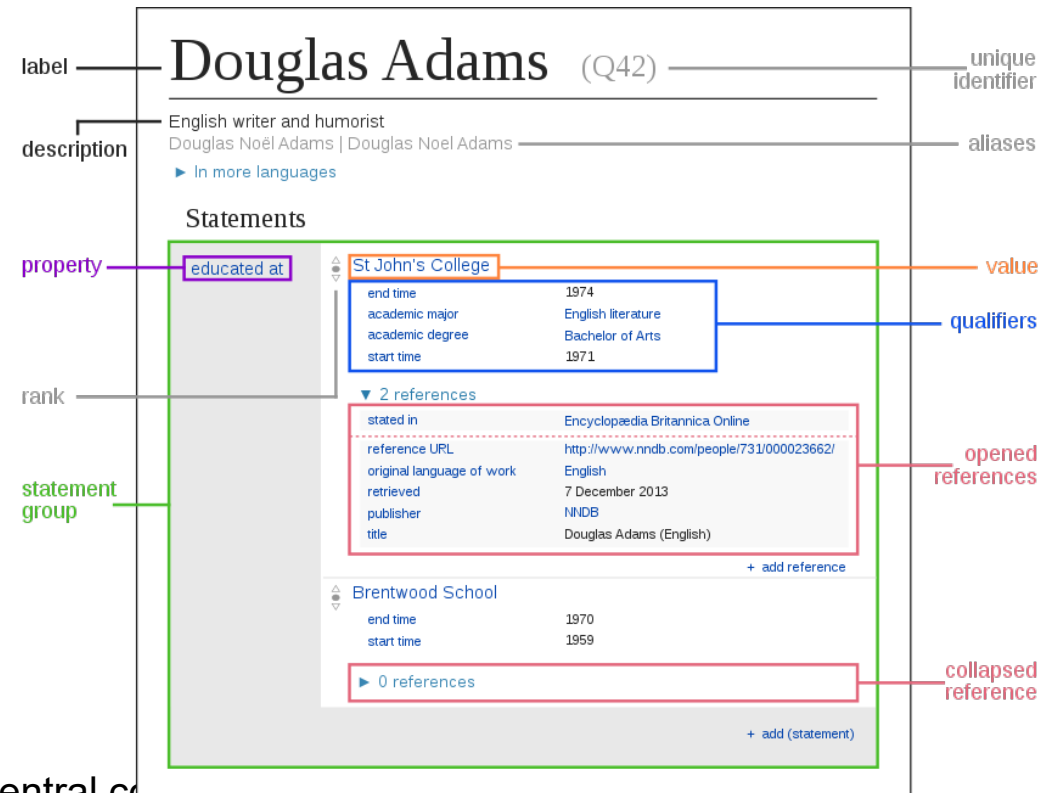 label
Douglas Adams (Q42)
unique
identifier
description
English writer and humorist
Douglas Noël Adams | Douglas Noel Adams
aliases
► In more languages
Statements
property
educated at
St John's College
value
end time 1974
academic major English literature
academic degree Bachelor of Arts
start time 1971
qualifiers
rank
▼ 2 references
stated in Encyclopædia Britannica Online
reference URL http://www.nndb.com/people/731/000023662/
original language of work English
retrieved 7 December 2013
publisher NNDB
title Douglas Adams (English)
opened
references
statement
group
+ add reference
Brentwood School
end time 1970
start time 1959
► 0 references
collapsed
reference
+ add (statement)